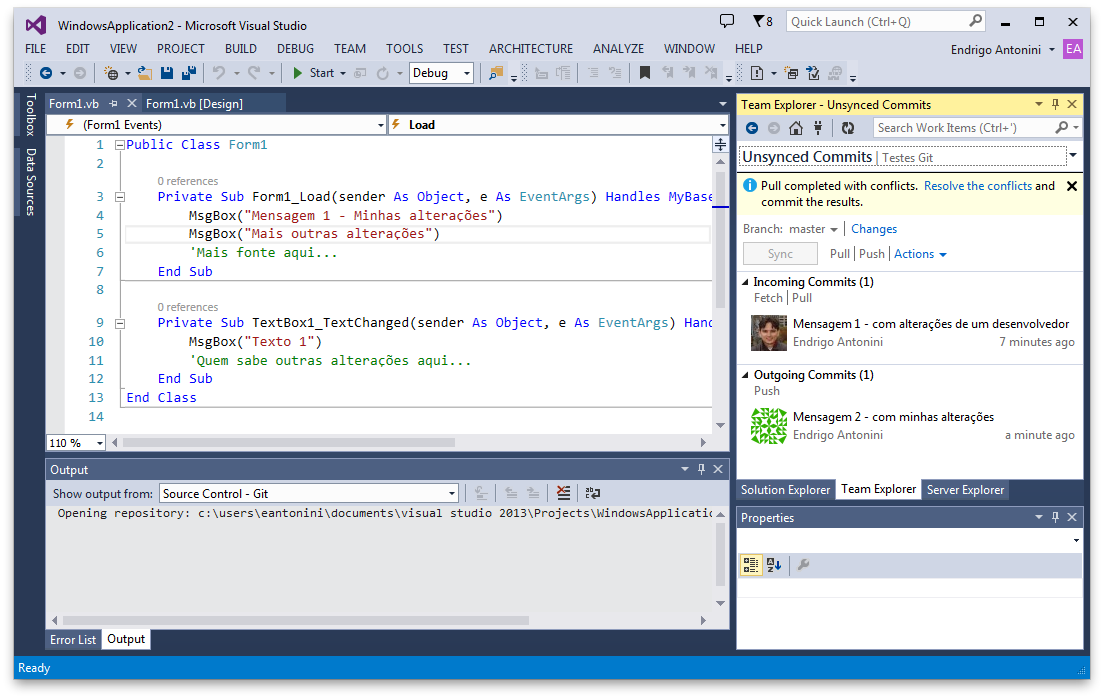 WindowsApplication2 - Microsoft Visual Studio
8
Quick Launch (Ctrl+Q)
FILE EDIT VIEW PROJECT BUILD DEBUG TEAM TOOLS TEST ARCHITECTURE ANALYZE WINDOW HELP
Endrigo Antonini
EA
Start
Debug
Toolbox
Data Sources
Form1.vb
Form1.vb [Design]
(Form1 Events)
Load
1 Public Class Form1
2
0 references
3 Private Sub Form1_Load(sender As Object, e As EventArgs) Handles MyBase
4 MsgBox("Mensagem 1 - Minhas alterações")
5 MsgBox("Mais outras alterações")
6 'Mais fonte aqui...
7 End Sub
8
0 references
9 Private Sub TextBox1_TextChanged(sender As Object, e As EventArgs) Hand
10 MsgBox("Texto 1")
11 'Quem sabe outras alterações aqui...
12 End Sub
13 End Class
14
110 %
Output
Show output from: Source Control - Git
Opening repository: c:\users\eantonini\documents\visual studio 2013\Projects\WindowsApplicatio
Error List
Output
Team Explorer - Unsynced Commits
Search Work Items (Ctrl+')
Unsynced Commits | Testes Git
Pull completed with conflicts. Resolve the conflicts and
commit the results.
Branch: master | Changes
Sync Pull | Push | Actions
Incoming Commits (1)
Fetch | Pull
Mensagem 1 - com alterações de um desenvolvedor
Endrigo Antonini 7 minutes ago
Outgoing Commits (1)
Push
Mensagem 2 - com minhas alterações
Endrigo Antonini a minute ago
Solution Explorer Team Explorer Server Explorer
Properties
Ready